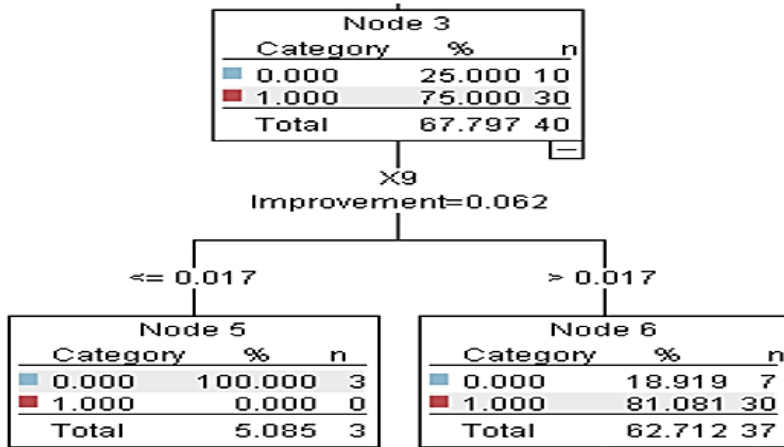 Node 3
Category % n
0.000 25.000 10
1.000 75.000 30
Total 67.797 40
X9
Improvement=0.062
<= 0.017 > 0.017
Node 5
Category % n
0.000 100.000 3
1.000 0.000 0
Total 5.085 3
Node 6
Category % n
0.000 18.919 7
1.000 81.081 30
Total 62.712 37